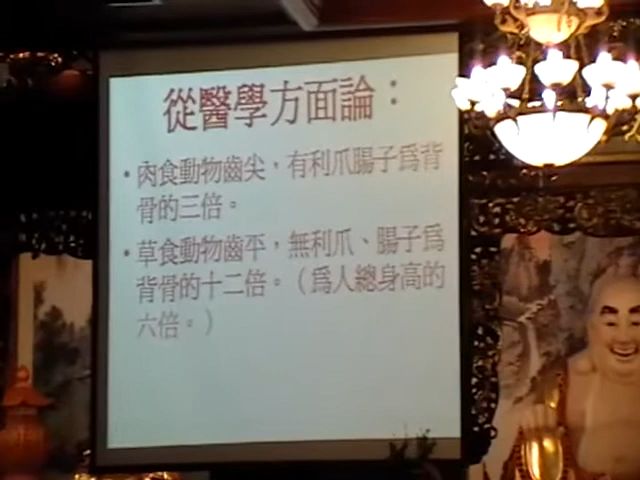 從醫學方面論：
•肉食動物齒尖，有利爪腸子爲背
骨的三倍。
•草食動物齒平，無利爪、腸子爲
背骨的十二倍。（爲人總身高的
六倍。）